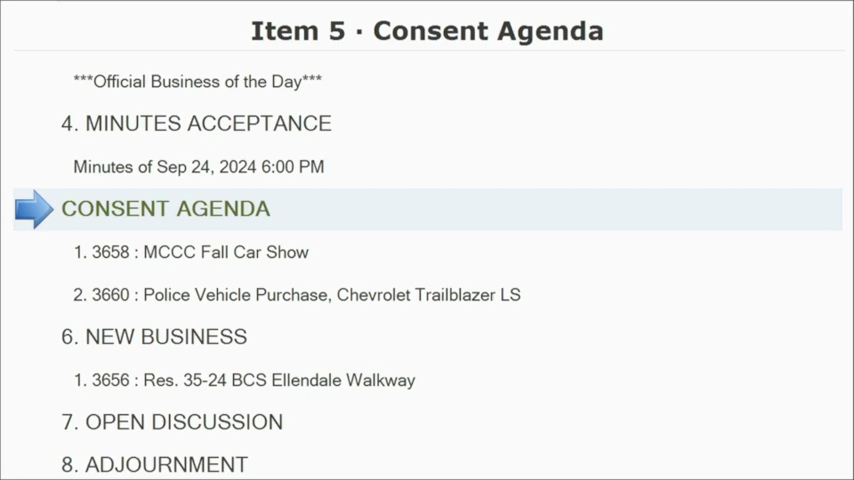 Item 5 · Consent Agenda
***Official Business of the Day***
4. MINUTES ACCEPTANCE
Minutes of Sep 24, 2024 6:00 PM
CONSENT AGENDA
1. 3658 : MCCC Fall Car Show
2. 3660 : Police Vehicle Purchase, Chevrolet Trailblazer LS
6. NEW BUSINESS
1. 3656 : Res. 35-24 BCS Ellendale Walkway
7. OPEN DISCUSSION
8. ADJOURNMENT